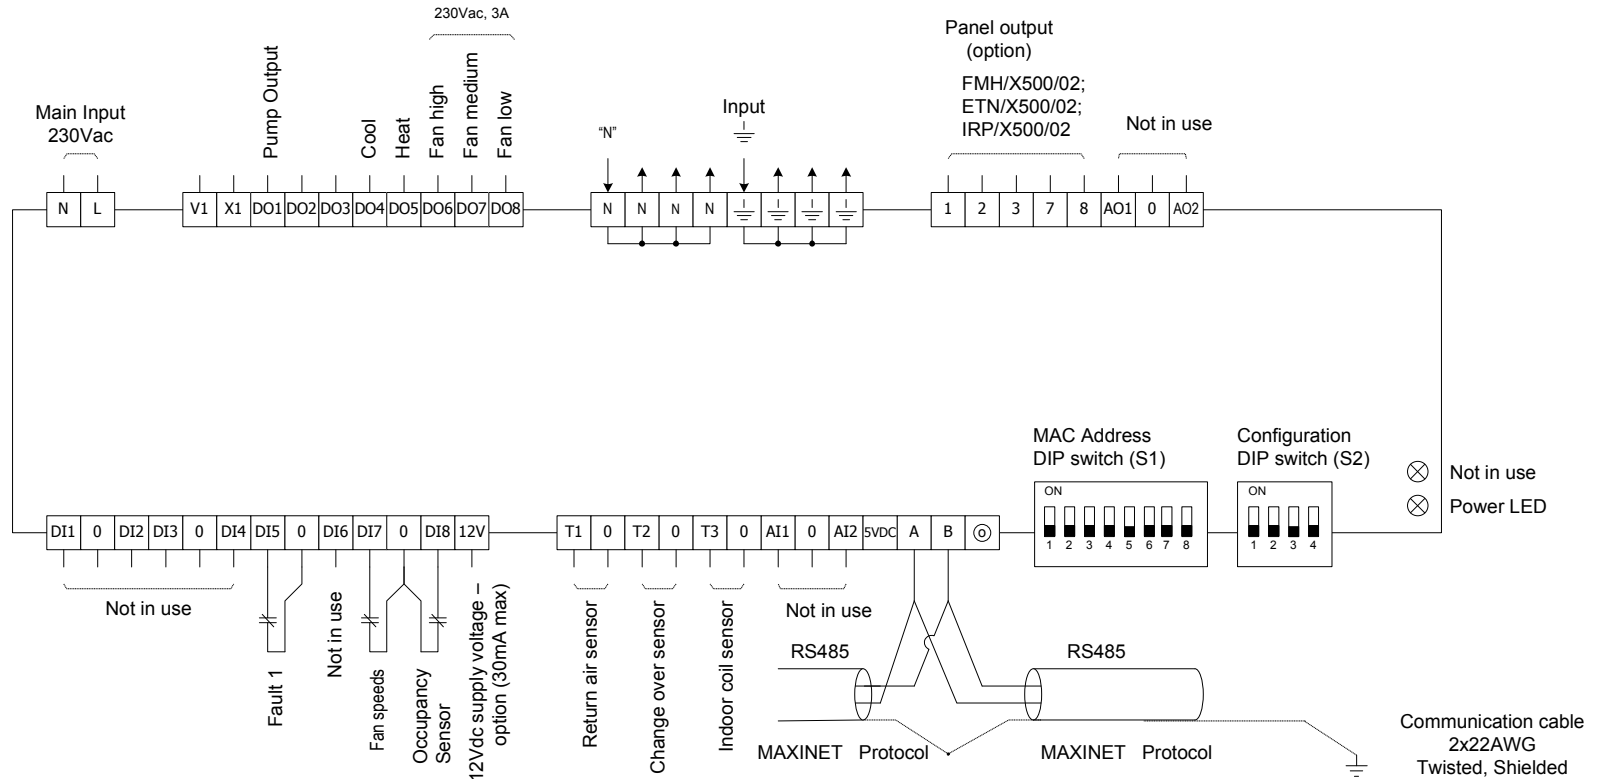 230Vac, 3A
Panel output
(option)
FMH/X500/02;
ETN/X500/02;
IRP/X500/02
Main Input
230Vac
Pump Output
Cool
Heat
Fan high
Fan medium
Fan low
“N”
Input
Not in use
N L
V1 X1 DO1 DO2 DO3 DO4 DO5 DO6 DO7 DO8
N N N N
1 2 3 7 8 AO1 0 AO2
MAC Address
DIP switch (S1)
ON
1 2 3 4 5 6 7 8
Configuration
DIP switch (S2)
ON
1 2 3 4
Not in use
Power LED
DI1 0 DI2 DI3 0 DI4 DI5 0 DI6 DI7 0 DI8 12V
T1 0 T2 0 T3 0 AI1 0 AI2 5VDC A B
Not in use
Fault 1
Not in use
Fan speeds
Occupancy
Sensor
12Vdc supply voltage –
option (30mA max)
Return air sensor
Change over sensor
Indoor coil sensor
Not in use
RS485
RS485
MAXINET Protocol
MAXINET Protocol
Communication cable
2x22AWG
Twisted, Shielded